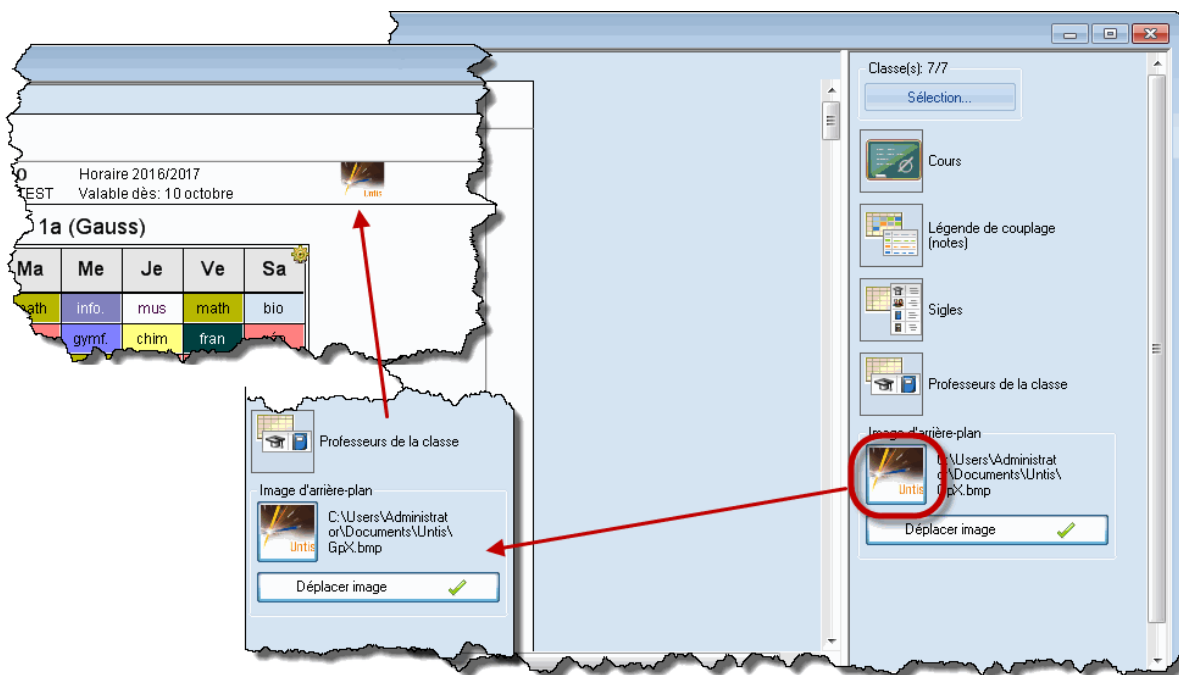 Horaire 2016/2017
TEST Valable dès: 10 octobre
Untis
1a (Gauss)
Ma Me Je Ve Sa
info. mus math bio
gymf. chim fran
Professeurs de la classe
Image d'arrière-plan
Untis
C:\Users\Administrat
or\Documents\Untis\
GpX.bmp
Déplacer image
Classe(s): 7/7
Sélection...
Cours
Légende de couplage
(notes)
Sigles
Professeurs de la classe
Image d'arrière-plan
Untis
C:\Users\Administrat
or\Documents\Untis\
GpX.bmp
Déplacer image